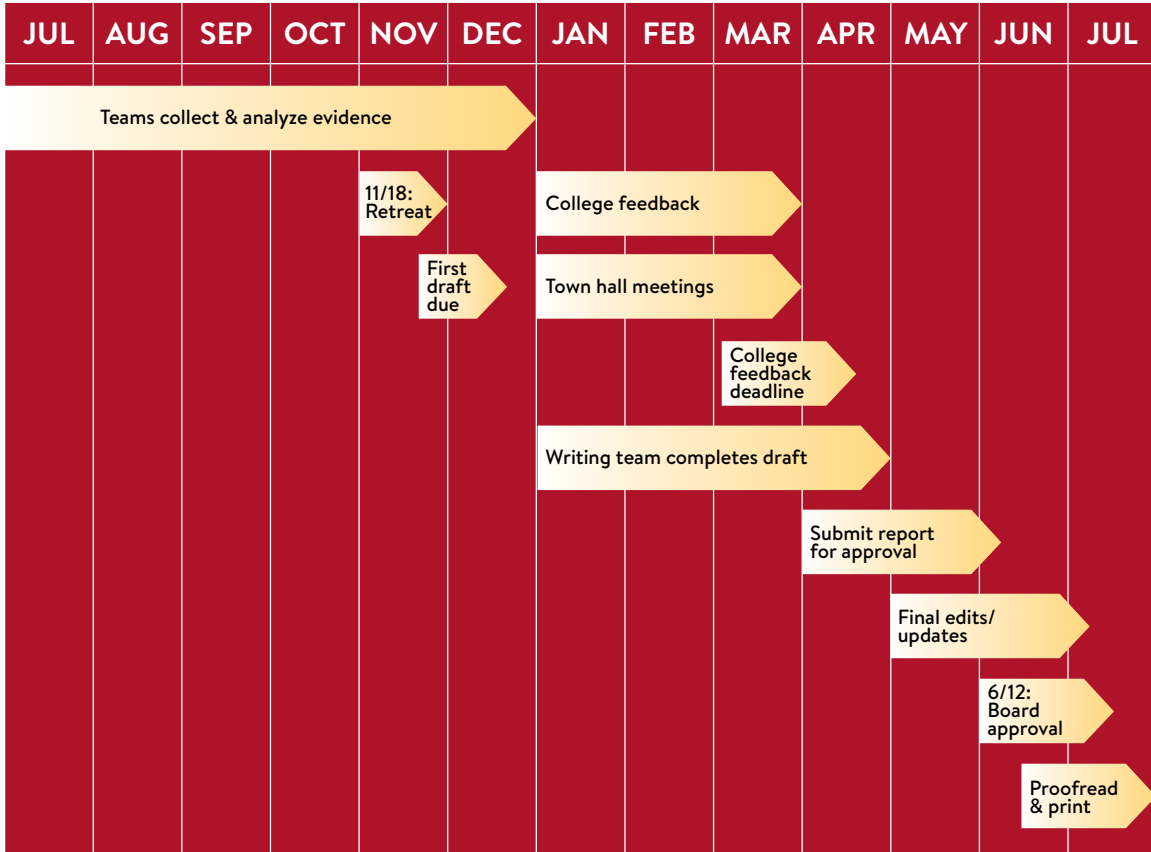 JUL AUG SEP OCT NOV DEC JAN FEB MAR APR MAY JUN JUL
Teams collect & analyze evidence
11/18:
Retreat
College feedback
First
draft
due
Town hall meetings
College
feedback
deadline
Writing team completes draft
Submit report
for approval
Final edits/
updates
6/12:
Board
approval
Proofread
& print